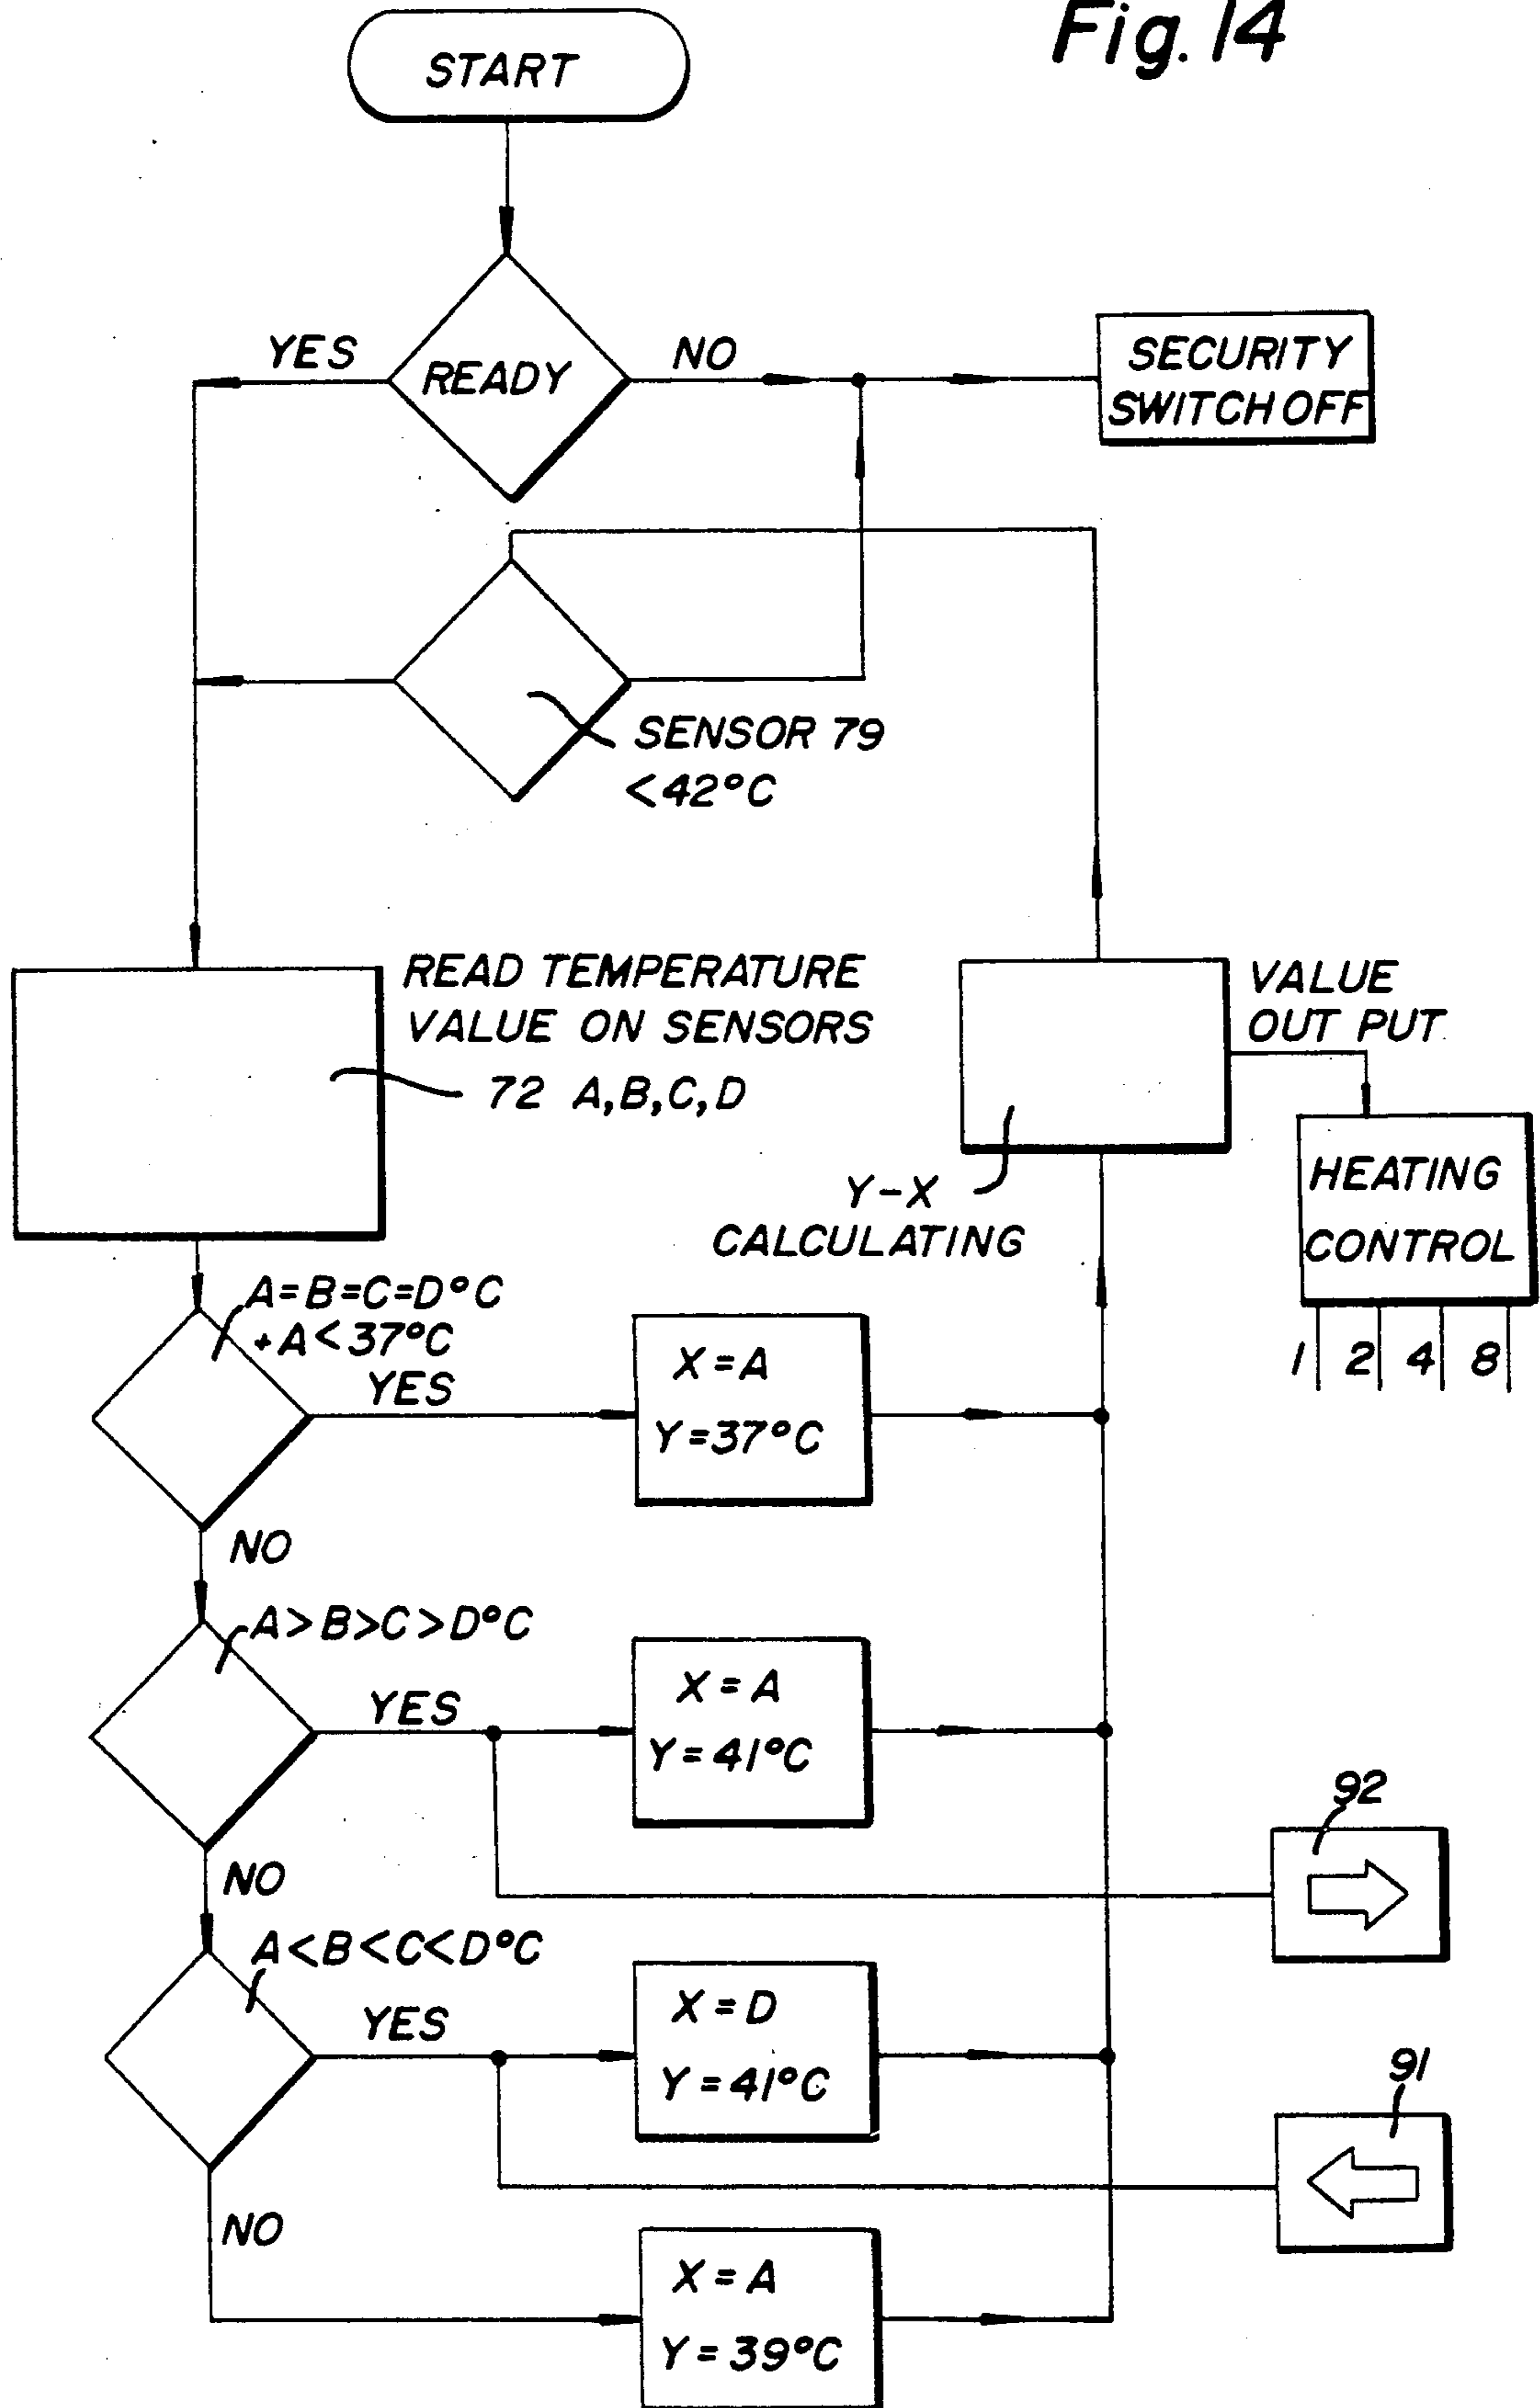 Fig. 14
START
YES
READY
NO
SECURITY
SWITCH OFF
SENSOR 79
<42°C
READ TEMPERATURE
VALUE ON SENSORS
72 A,B,C,D
VALUE
OUT PUT
Y-X
CALCULATING
HEATING
CONTROL
1 2 4 8
A=B=C=D°C
+A<37°C
YES
X=A
Y=37°C
NO
A>B>C>D°C
YES
X=A
Y=41°C
92
NO
A<B<C<D°C
YES
X=D
Y=41°C
91
NO
X=A
Y=39°C